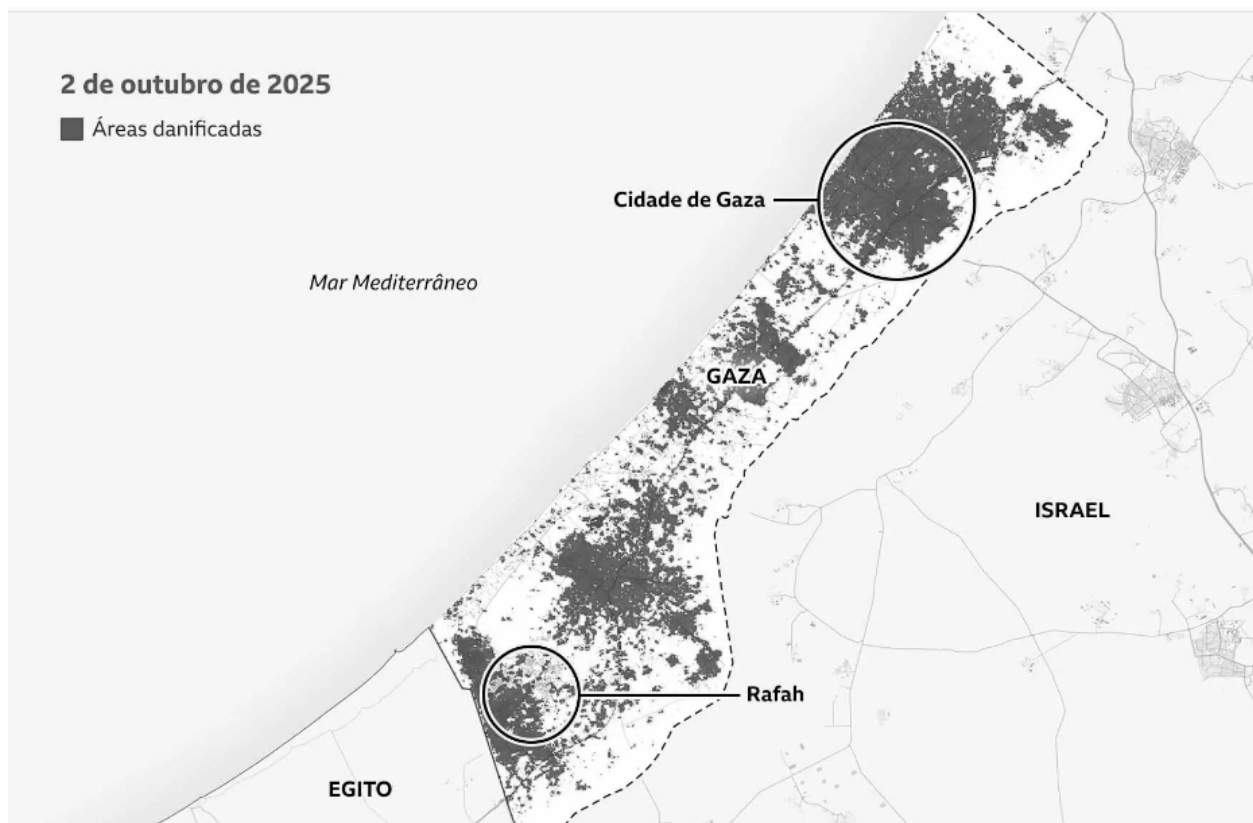 2 de outubro de 2025
Áreas danificadas
Cidade de Gaza
Mar Mediterrâneo
GAZA
ISRAEL
Rafah
EGITO